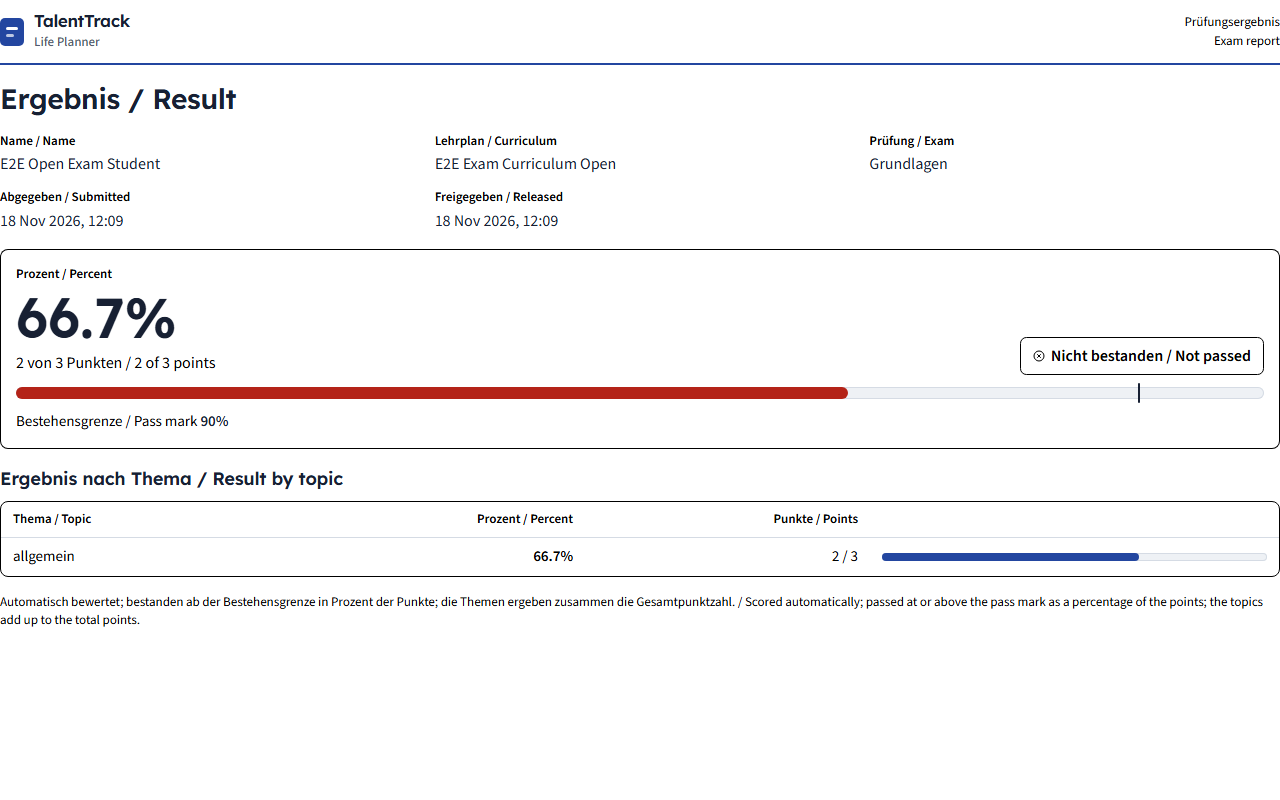 TalentTrack
Life Planner
Prüfungsergebnis
Exam report
Ergebnis / Result
Name / Name
E2E Open Exam Student
Lehrplan / Curriculum
E2E Exam Curriculum Open
Prüfung / Exam
Grundlagen
Abgegeben / Submitted
18 Nov 2026, 12:09
Freigegeben / Released
18 Nov 2026, 12:09
Prozent / Percent
66.7%
2 von 3 Punkten / 2 of 3 points
Nicht bestanden / Not passed
Bestehensgrenze / Pass mark 90%
Ergebnis nach Thema / Result by topic
Thema / Topic Prozent / Percent Punkte / Points
allgemein 66.7% 2 / 3
Automatisch bewertet; bestanden ab der Bestehensgrenze in Prozent der Punkte; die Themen ergeben zusammen die Gesamtpunktzahl. / Scored automatically; passed at or above the pass mark as a percentage of the points; the topics
add up to the total points.